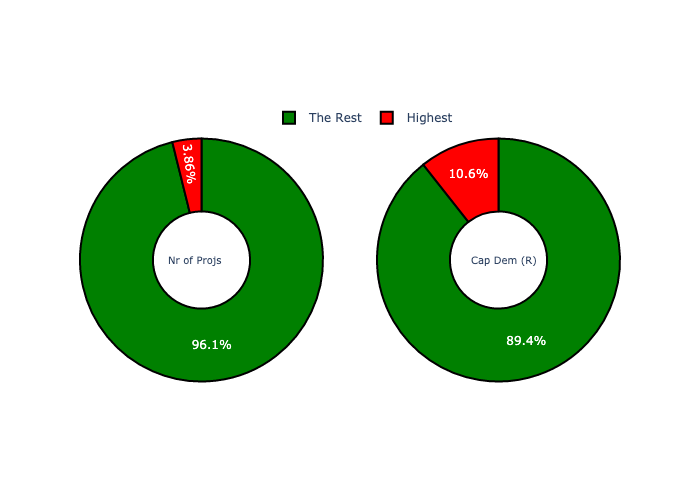 The Rest
Highest
3.86%
Nr of Projs
96.1%
10.6%
Cap Dem (R)
89.4%